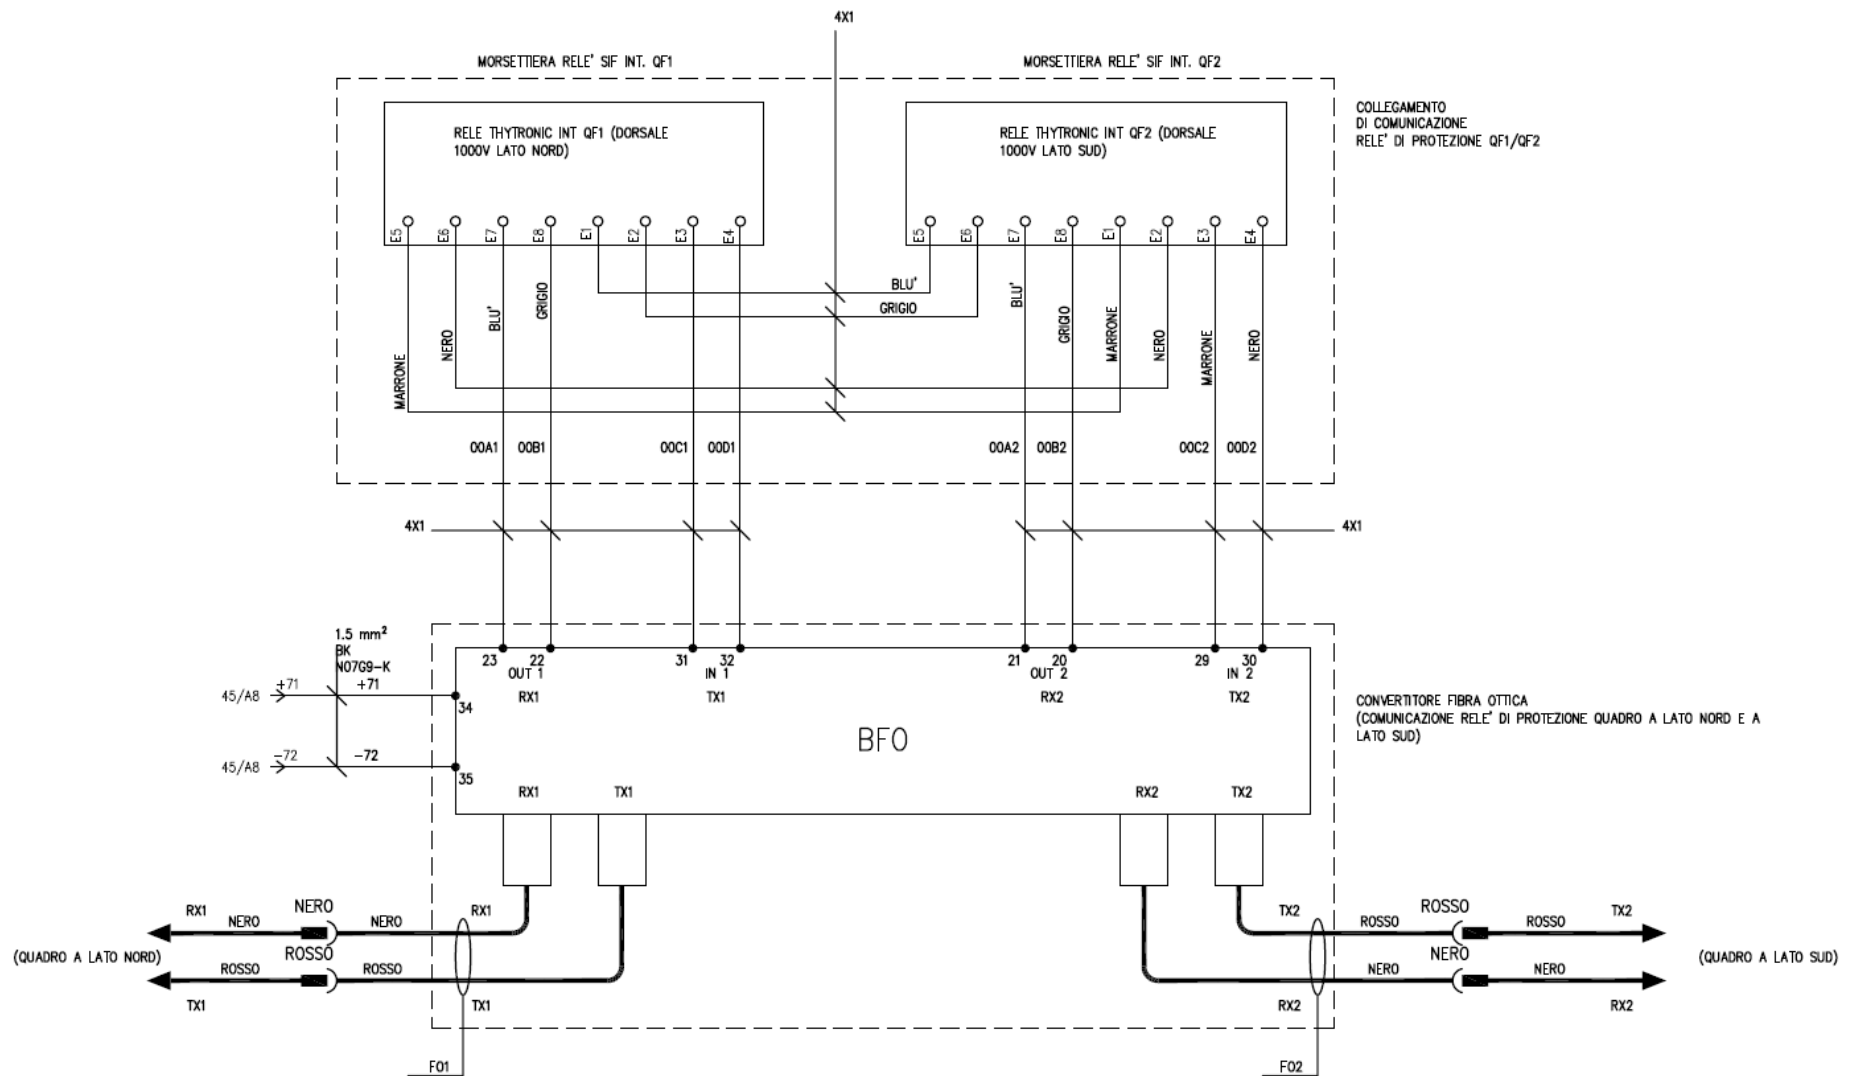 4X1
MORSETTIERA RELE' SIF INT. QF1
MORSETTIERA RELE' SIF INT. QF2
COLLEGAMENTO
DI COMUNICAZIONE
RELE' DI PROTEZIONE QF1/QF2
RELE THYTRONIC INT QF1 (DORSALE
1000V LATO NORD)
RELE THYTRONIC INT QF2 (DORSALE
1000V LATO SUD)
E5
E6
E7
E8
E1
E2
E3
E4
E5
E6
E7
E8
E1
E2
E3
E4
BLU'
GRIGIO
MARRONE
NERO
BLU'
GRIGIO
BLU'
GRIGIO
MARRONE
NERO
MARRONE
NERO
00A1
00B1
00C1
00D1
00A2
00B2
00C2
00D2
4X1
4X1
1.5 mm²
BK
N07G9-K
45/A8
+71
+71
45/A8
-72
-72
34
35
23
22
OUT 1
RX1
31
32
IN 1
TX1
21
20
OUT 2
RX2
29
30
IN 2
TX2
BFO
CONVERTITORE FIBRA OTTICA
(COMUNICAZIONE RELE' DI PROTEZIONE QUADRO A LATO NORD E A
LATO SUD)
RX1
TX1
RX2
TX2
RX1
NERO
NERO
NERO
RX1
(QUADRO A LATO NORD)
ROSSO
ROSSO
ROSSO
TX1
TX1
TX2
ROSSO
ROSSO
ROSSO
TX2
(QUADRO A LATO SUD)
NERO
NERO
NERO
RX2
RX2
FO1
FO2